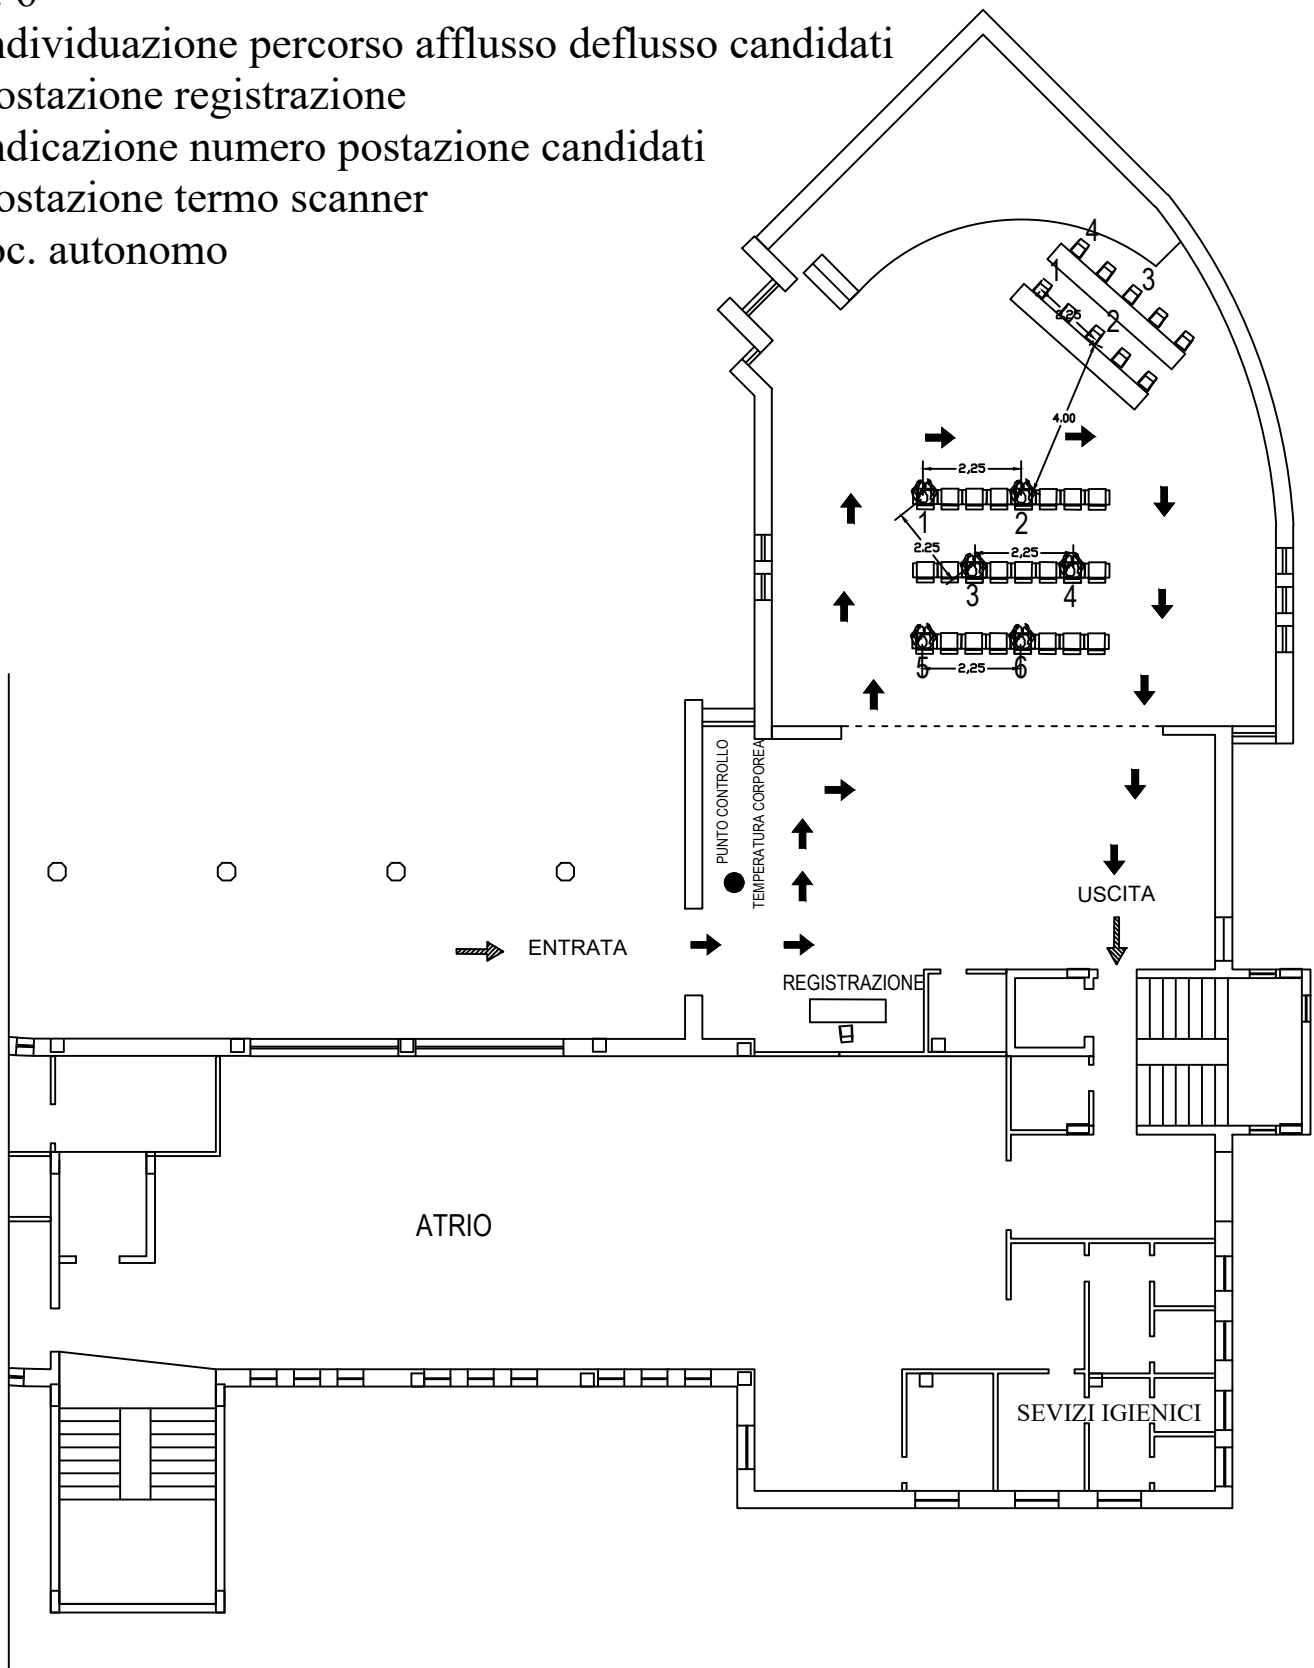 ndividuazione percorso afflusso deflusso candidati
ostazione registrazione
ndicazione numero postazione candidati
ostazione termo scanner
oc. autonomo
4
1
3
2,25
2
4.00
2,25
1
2
2.25
2,25
3
4
5
2,25
6
PUNTO CONTROLLO
TEMPERATURA CORPOREA
USCITA
ENTRATA
REGISTRAZIONE
ATRIO
SEVIZI IGIENICI